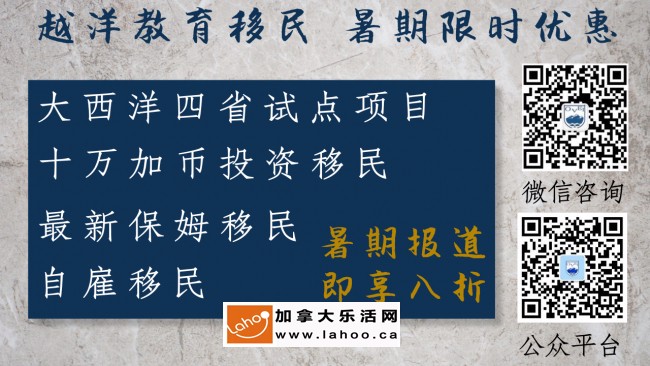 越洋教育移民 暑期限时优惠
大西洋四省试点项目
十万加币投资移民
最新保姆移民
自雇移民
暑期报道
即享八折
微信咨询
公众平台
Lahoo
加拿大乐活网
www.lahoo.ca